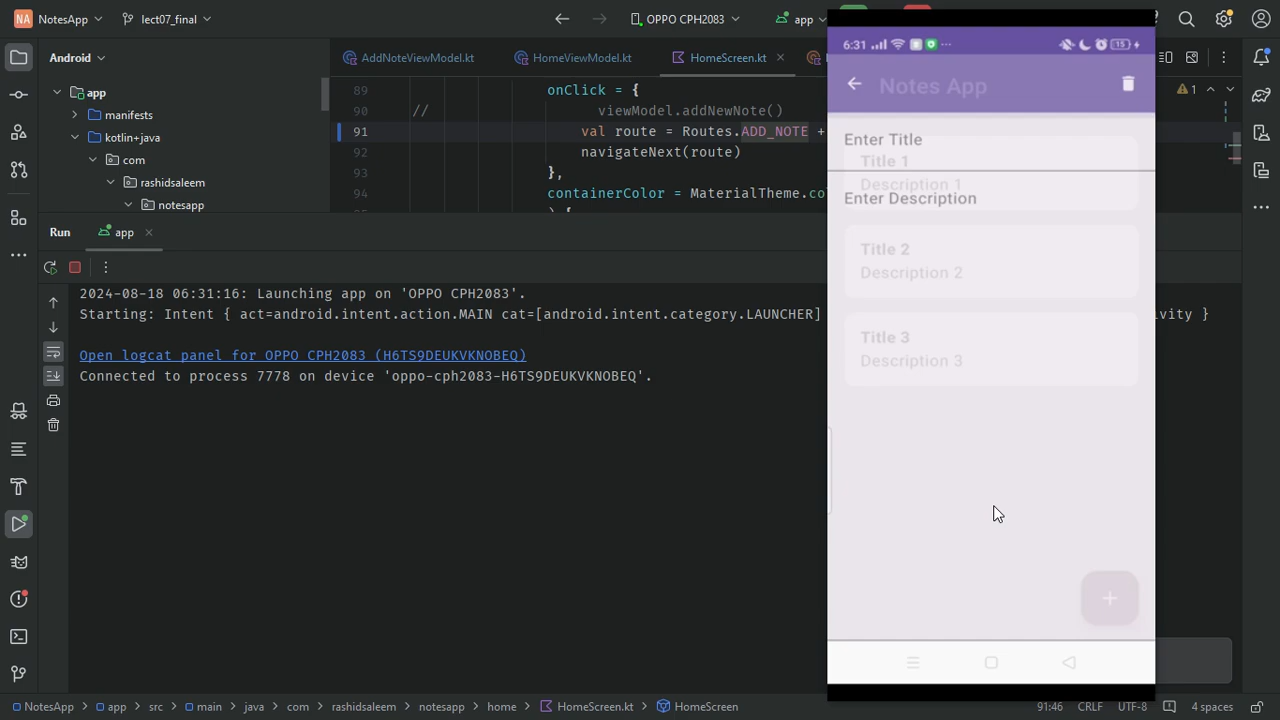 NA NotesApp lect07_final OPPO CPH2083 app
Android
AddNoteViewModel.kt HomeViewModel.kt HomeScreen.kt
app
manifests
kotlin+java
com
rashidsaleem
notesapp
89 onClick = {
90 // viewModel.addNewNote()
91 val route = Routes.ADD_NOTE +
92 navigateNext(route)
93 },
94 containerColor = MaterialTheme.co
1
Run app
2024-08-18 06:31:16: Launching app on 'OPPO CPH2083'.
Starting: Intent { act=android.intent.action.MAIN cat=[android.intent.category.LAUNCHER]
ivity }
Open logcat panel for OPPO CPH2083 (H6TS9DEUKVKNOBEQ)
Connected to process 7778 on device 'oppo-cph2083-H6TS9DEUKVKNOBEQ'.
6:31 15
Notes App
Enter Title
Title 1
Description 1
Enter Description
Title 2
Description 2
Title 3
Description 3
+
NotesApp app src main java com rashidsaleem notesapp home HomeScreen.kt HomeScreen 91:46 CRLF UTF-8 4 spaces